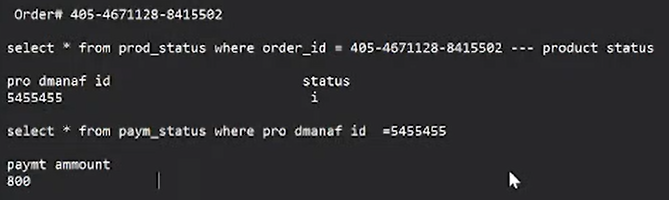 Order# 405-4671128-8415502
select * from prod_status where order_id = 405-4671128-8415502 --- product status
pro dmanaf id status
5455455 i
select * from paym_status where pro dmanaf id =5455455
paymt ammount
800